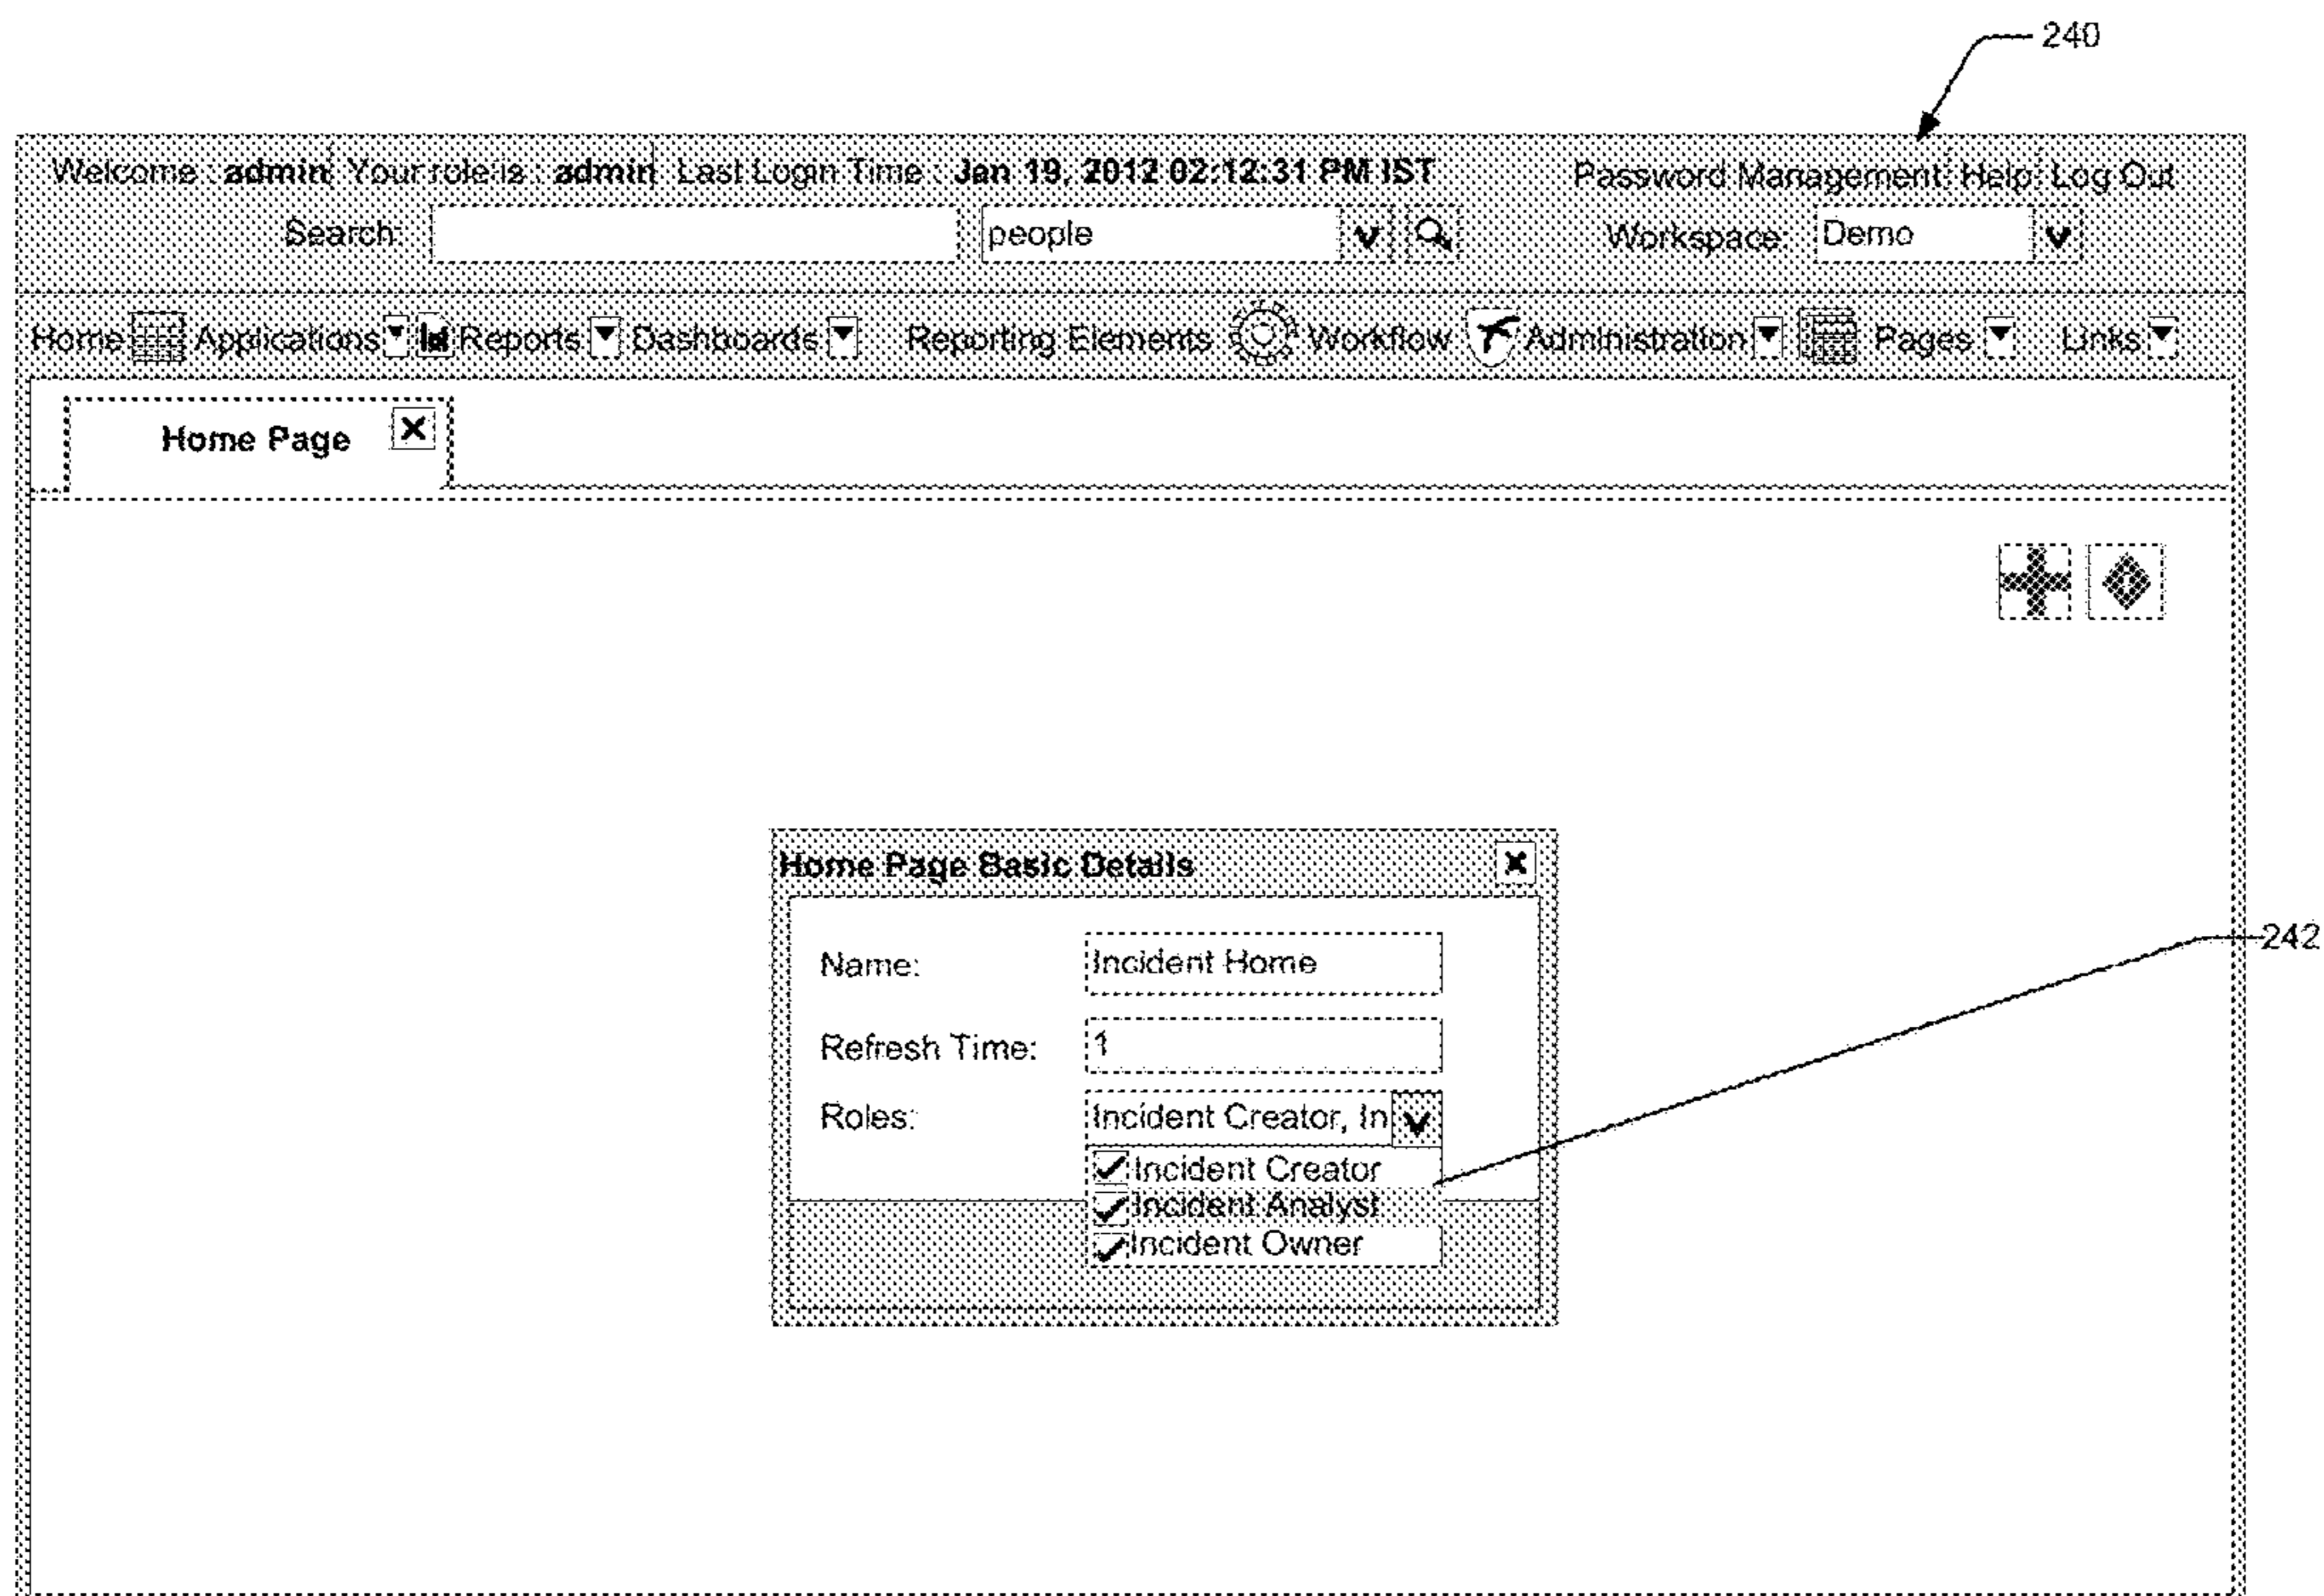 240
Welcome : admin Your role is : admin Last Login Time : Jan 19, 2012 02:12:31 PM IST Password Management Help Log Out
Search: people Workspace: Demo
Home Applications Reports Dashboards Reporting Elements Workflow Administration Pages Links
Home Page
Home Page Basic Details
Name: Incident Home
242
Refresh Time: 1
Roles: Incident Creator, In
Incident Creator
Incident Analyst
Incident Owner